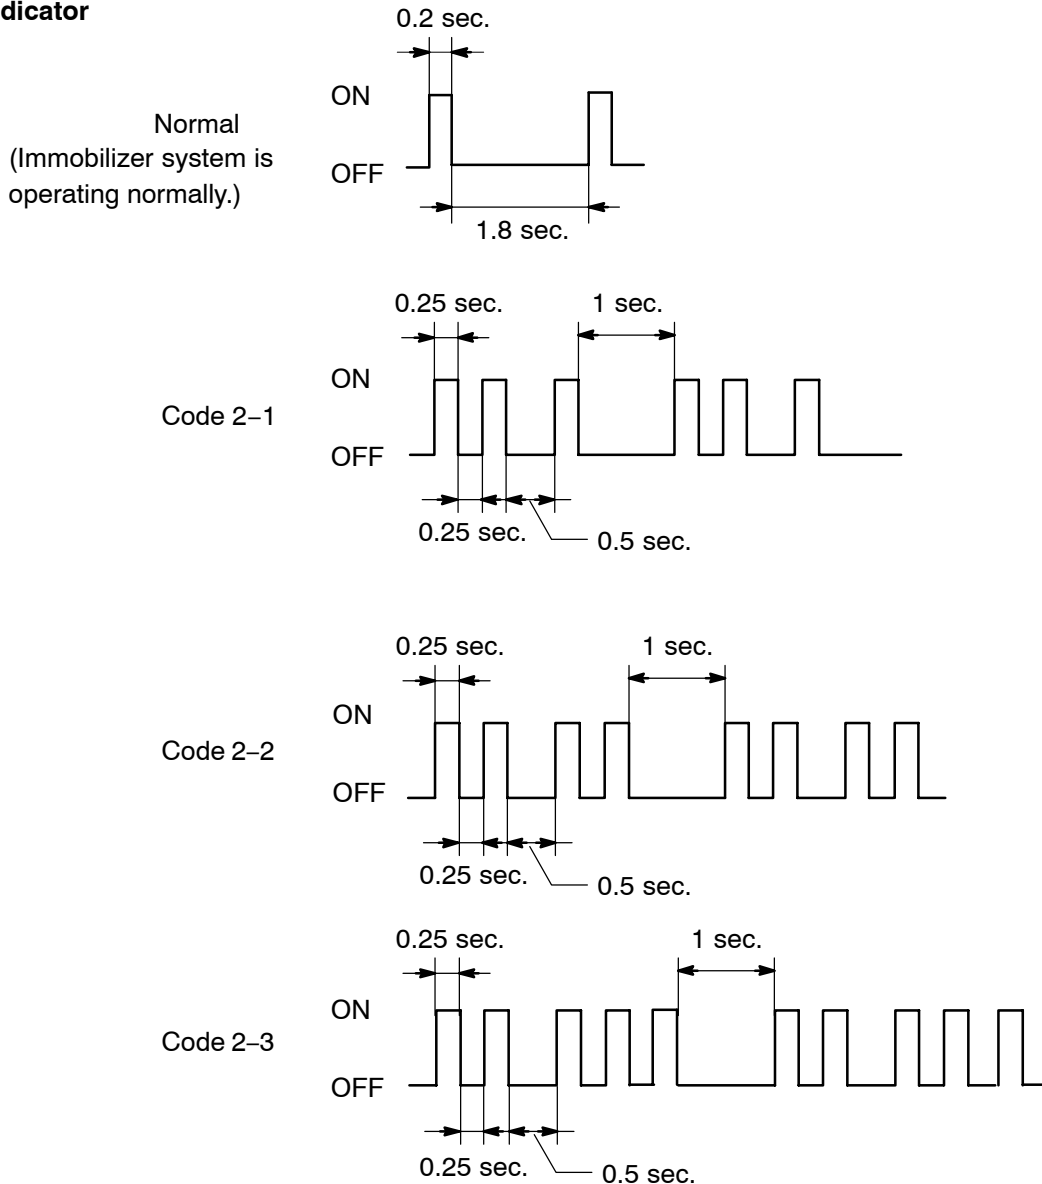 dicator
0.2 sec.
ON
Normal
(Immobilizer system is
operating normally.)
OFF
1.8 sec.
0.25 sec.
1 sec.
ON
Code 2–1
OFF
0.25 sec.
0.5 sec.
0.25 sec.
1 sec.
ON
Code 2–2
OFF
0.25 sec.
0.5 sec.
0.25 sec.
1 sec.
ON
Code 2–3
OFF
0.25 sec.
0.5 sec.